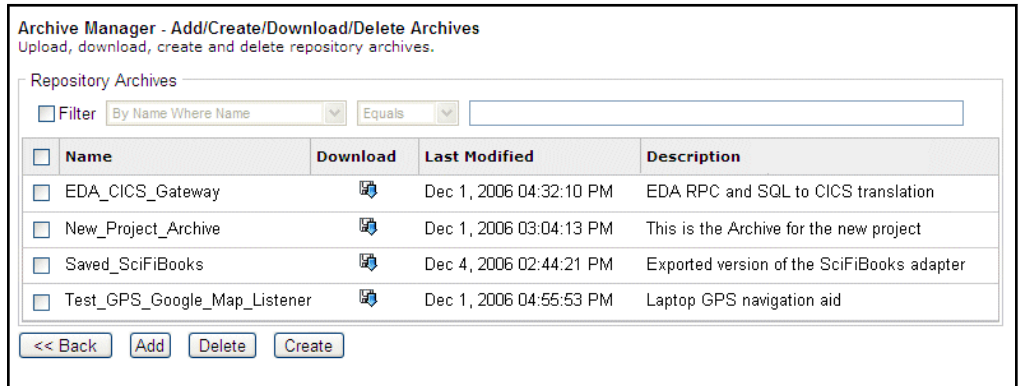 Archive Manager - Add/Create/Download/Delete Archives
Upload, download, create and delete repository archives.
Repository Archives
Filter By Name Where Name Equals
Name Download Last Modified Description
EDA_CICS_Gateway Dec 1, 2006 04:32:10 PM EDA RPC and SQL to CICS translation
New_Project_Archive Dec 1, 2006 03:04:13 PM This is the Archive for the new project
Saved_SciFiBooks Dec 4, 2006 02:44:21 PM Exported version of the SciFiBooks adapter
Test_GPS_Google_Map_Listener Dec 1, 2006 04:55:53 PM Laptop GPS navigation aid
<< Back Add Delete Create